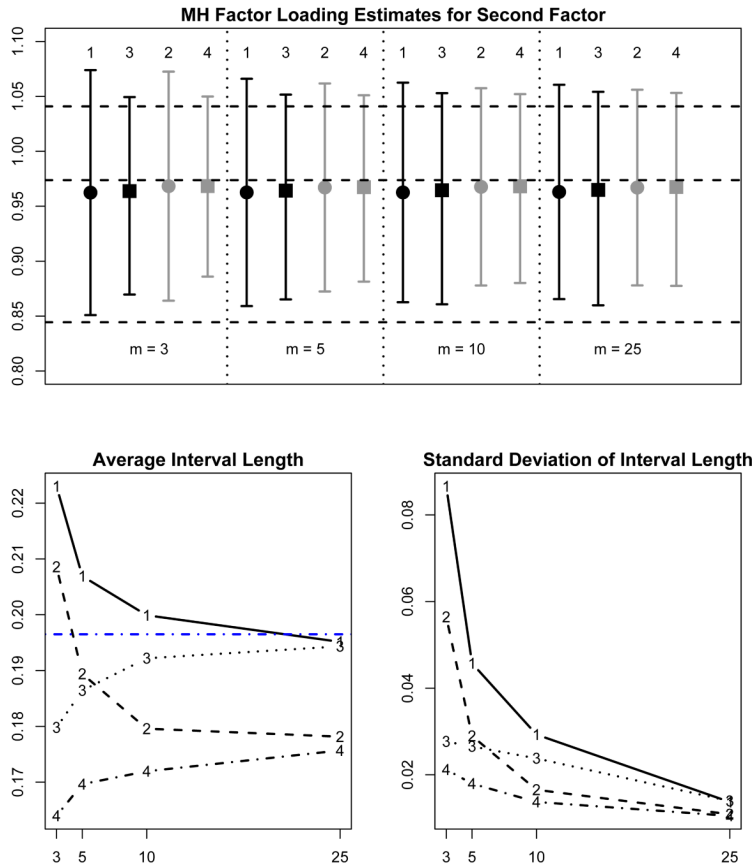 MH Factor Loading Estimates for Second Factor
1.10
1.05
1.00
0.95
0.90
0.85
0.80
1 3 2 4 1 3 2 4 1 3 2 4 1 3 2 4
m = 3 m = 5 m = 10 m = 25
Average Interval Length
0.22
0.21
0.20
0.19
0.18
0.17
1 1 1 1
2 2 2 2
3 3 3 3
4 4 4 4
3 5 10 25
Standard Deviation of Interval Length
0.08
0.06
0.04
0.02
1 1 1 1
2 2 2 2
3 3 3 3
4 4 4 4
3 5 10 25